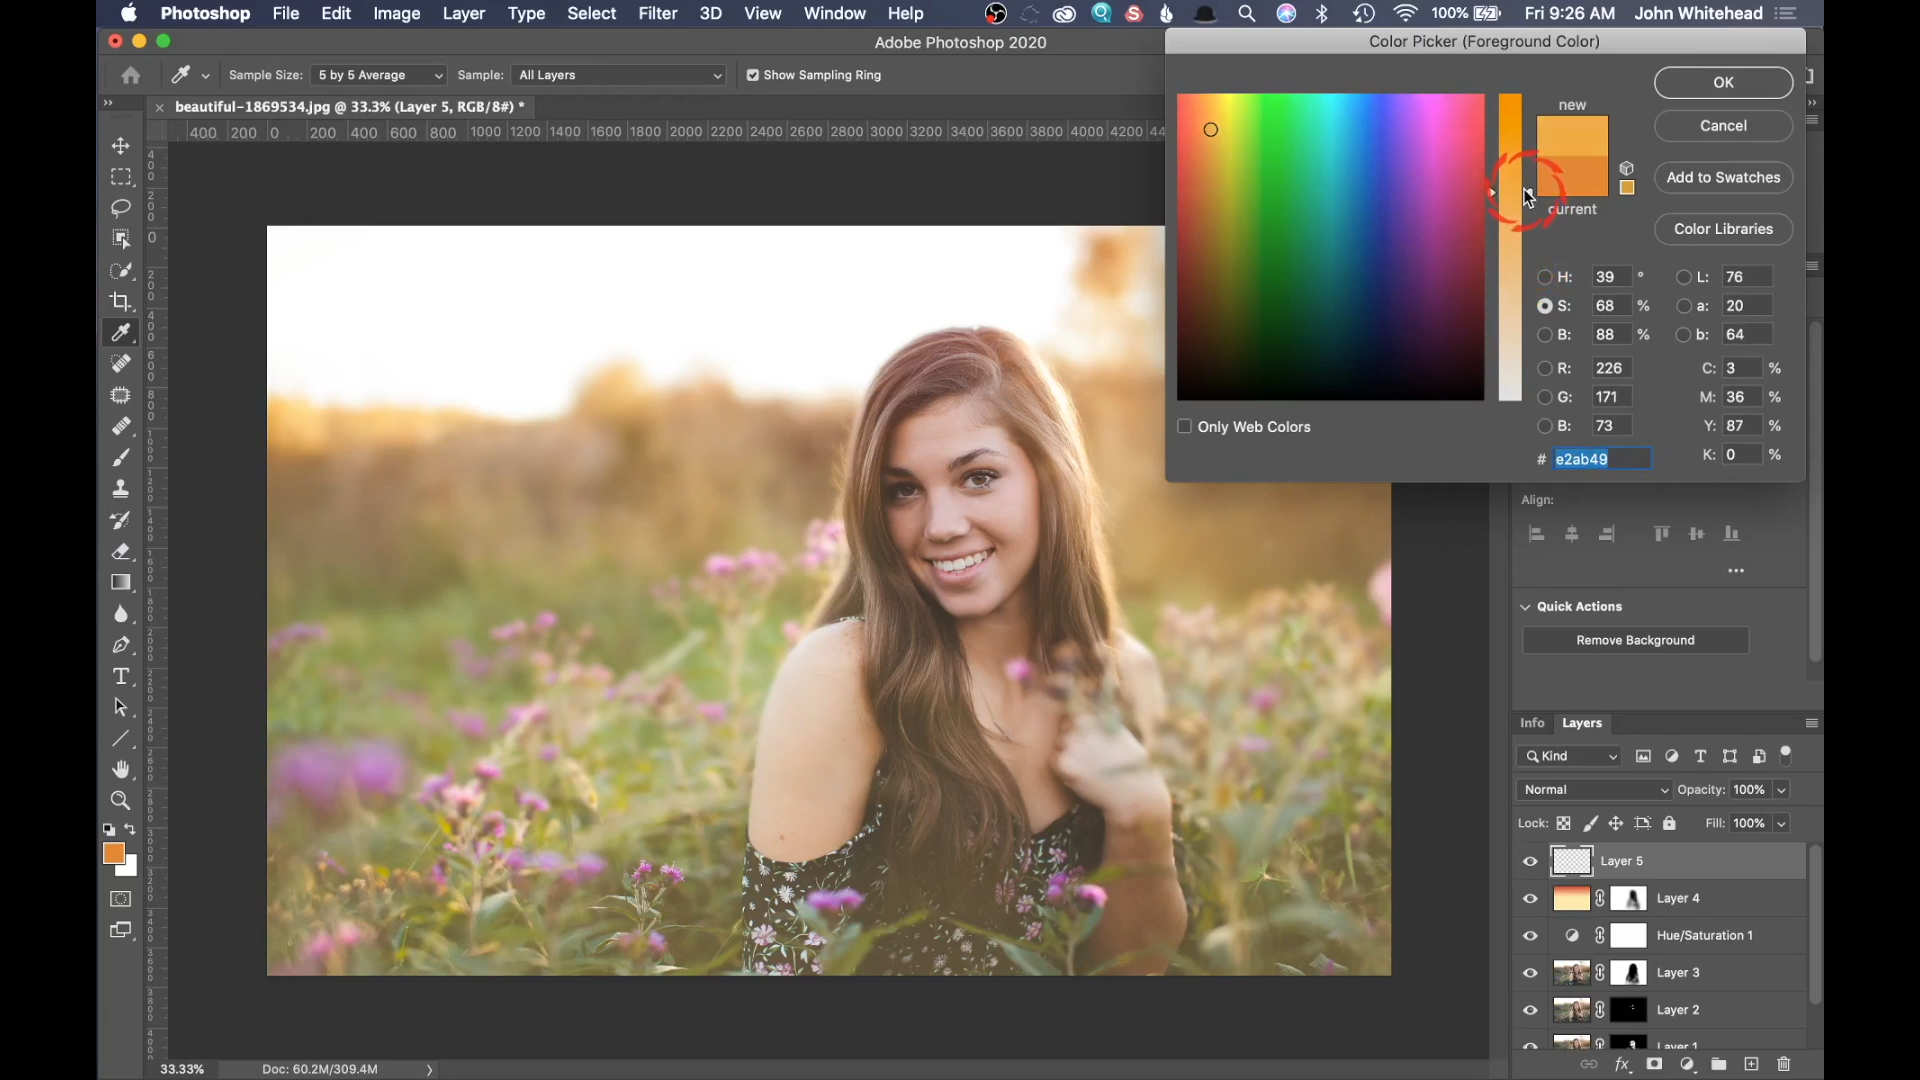 Photoshop File Edit Image Layer Type Select Filter 3D View Window Help 100% Fri 9:26 AM John Whitehead
Adobe Photoshop 2020
Color Picker (Foreground Color)
Sample Size: 5 by 5 Average Sample: All Layers Show Sampling Ring
beautiful-1869534.jpg @ 33.3% (Layer 5, RGB/8#) *
400 200 0 200 400 600 800 1000 1200 1400 1600 1800 2000 2200 2400 2600 2800 3000 3200 3400 3600 3800 4000 4200 44
new
OK
Cancel
Add to Swatches
current
Color Libraries
H: 39 ° L: 76
S: 68 % a: 20
B: 88 % b: 64
R: 226 C: 3 %
G: 171 M: 36 %
B: 73 Y: 87 %
# e2ab49 K: 0 %
Only Web Colors
Align:
Quick Actions
Remove Background
Info Layers
Kind
Normal Opacity: 100%
Lock: Fill: 100%
Layer 5
Layer 4
Hue/Saturation 1
Layer 3
Layer 2
Layer 1
33.33% Doc: 60.2M/309.4M